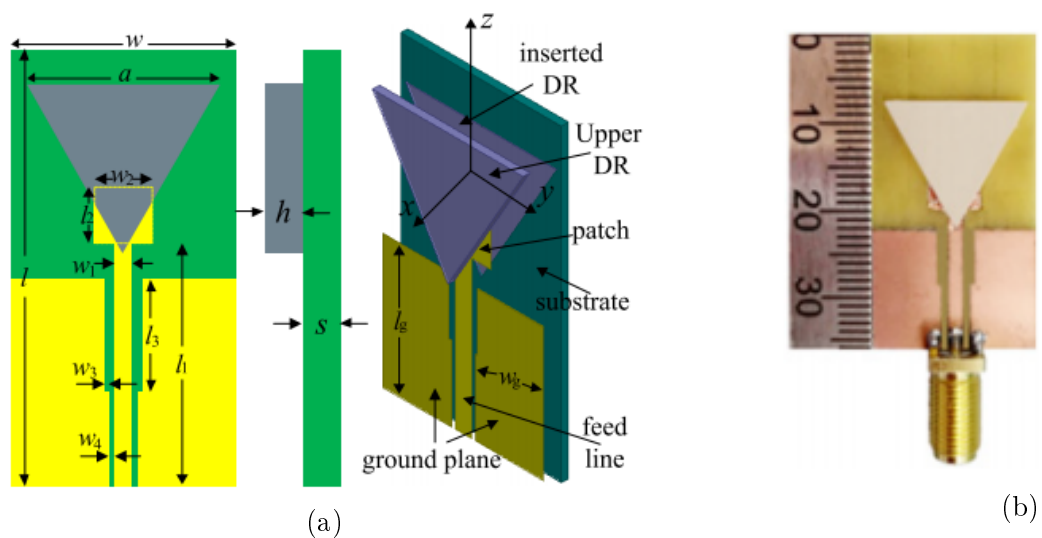 w
a
w2
l2
w1
l
l3
l1
w3
w4
h
s
z
inserted
DR
Upper
DR
x
y
patch
substrate
lg
wg
feed
line
ground plane
(a)
0
10
20
30
(b)